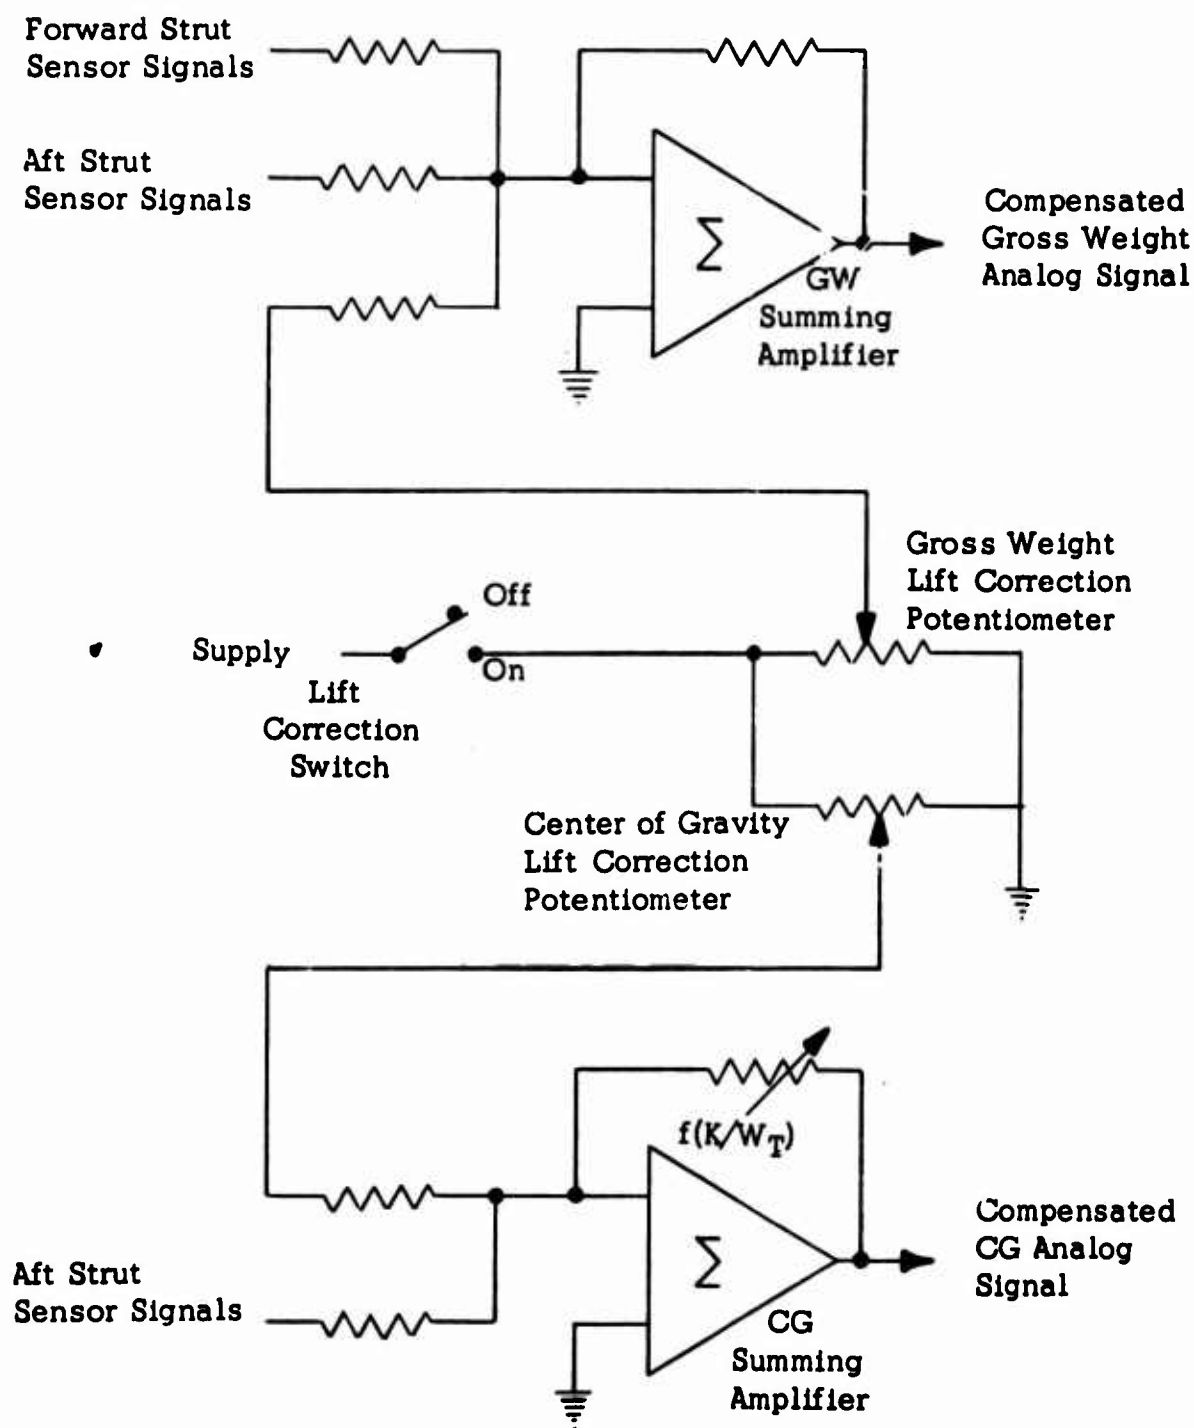 Forward Strut
Sensor Signals
Aft Strut
Sensor Signals
Compensated
Gross Weight
Analog Signal
Σ
GW
Summing
Amplifier
Gross Weight
Lift Correction
Potentiometer
Off
Supply
On
Lift
Correction
Switch
Center of Gravity
Lift Correction
Potentiometer
f(K/W_T)
Compensated
CG Analog
Signal
Σ
Aft Strut
Sensor Signals
CG
Summing
Amplifier